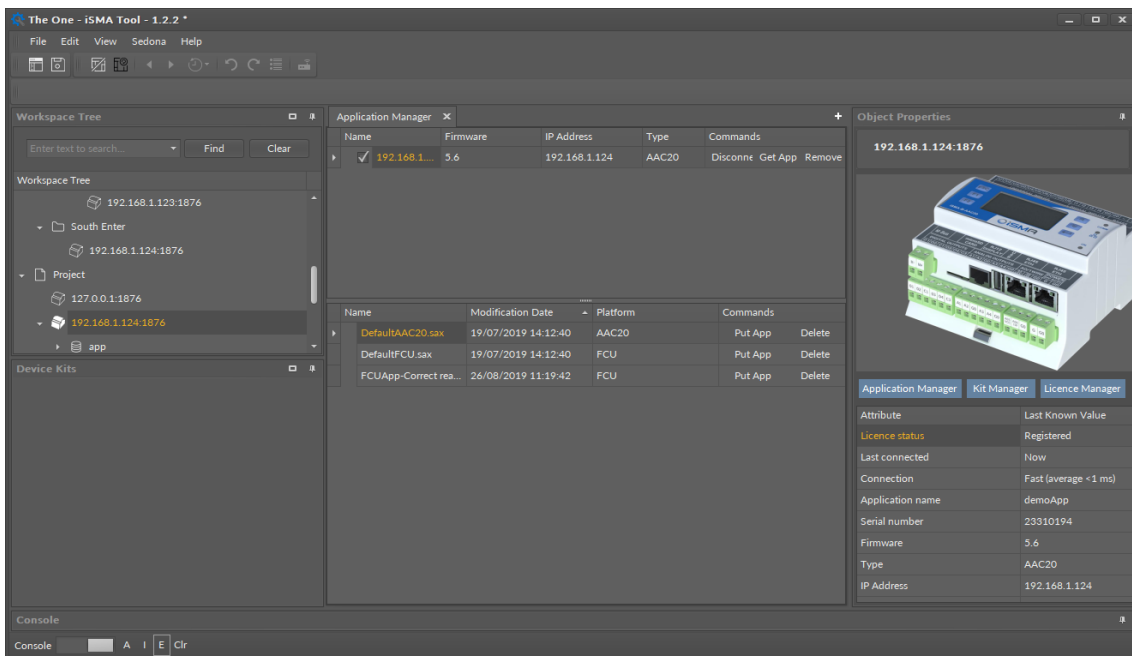 The One - iSMA Tool - 1.2.2 *
File Edit View Sedona Help
Workspace Tree
Enter text to search... Find Clear
Workspace Tree
192.168.1.123:1876
South Enter
192.168.1.124:1876
Project
127.0.0.1:1876
192.168.1.124:1876
app
Device Kits
Application Manager
Name Firmware IP Address Type Commands
192.168.1.... 5.6 192.168.1.124 AAC20 Disconne Get App Remove
Name Modification Date Platform Commands
DefaultAAC20.sax 19/07/2019 14:12:40 AAC20 Put App Delete
DefaultFCU.sax 19/07/2019 14:12:40 FCU Put App Delete
FCUApp-Correct rea... 26/08/2019 11:19:42 FCU Put App Delete
Object Properties
192.168.1.124:1876
iSMA
Application Manager Kit Manager Licence Manager
Attribute Last Known Value
Licence status Registered
Last connected Now
Connection Fast (average <1 ms)
Application name demoApp
Serial number 23310194
Firmware 5.6
Type AAC20
IP Address 192.168.1.124
Console
Console A I E Clr